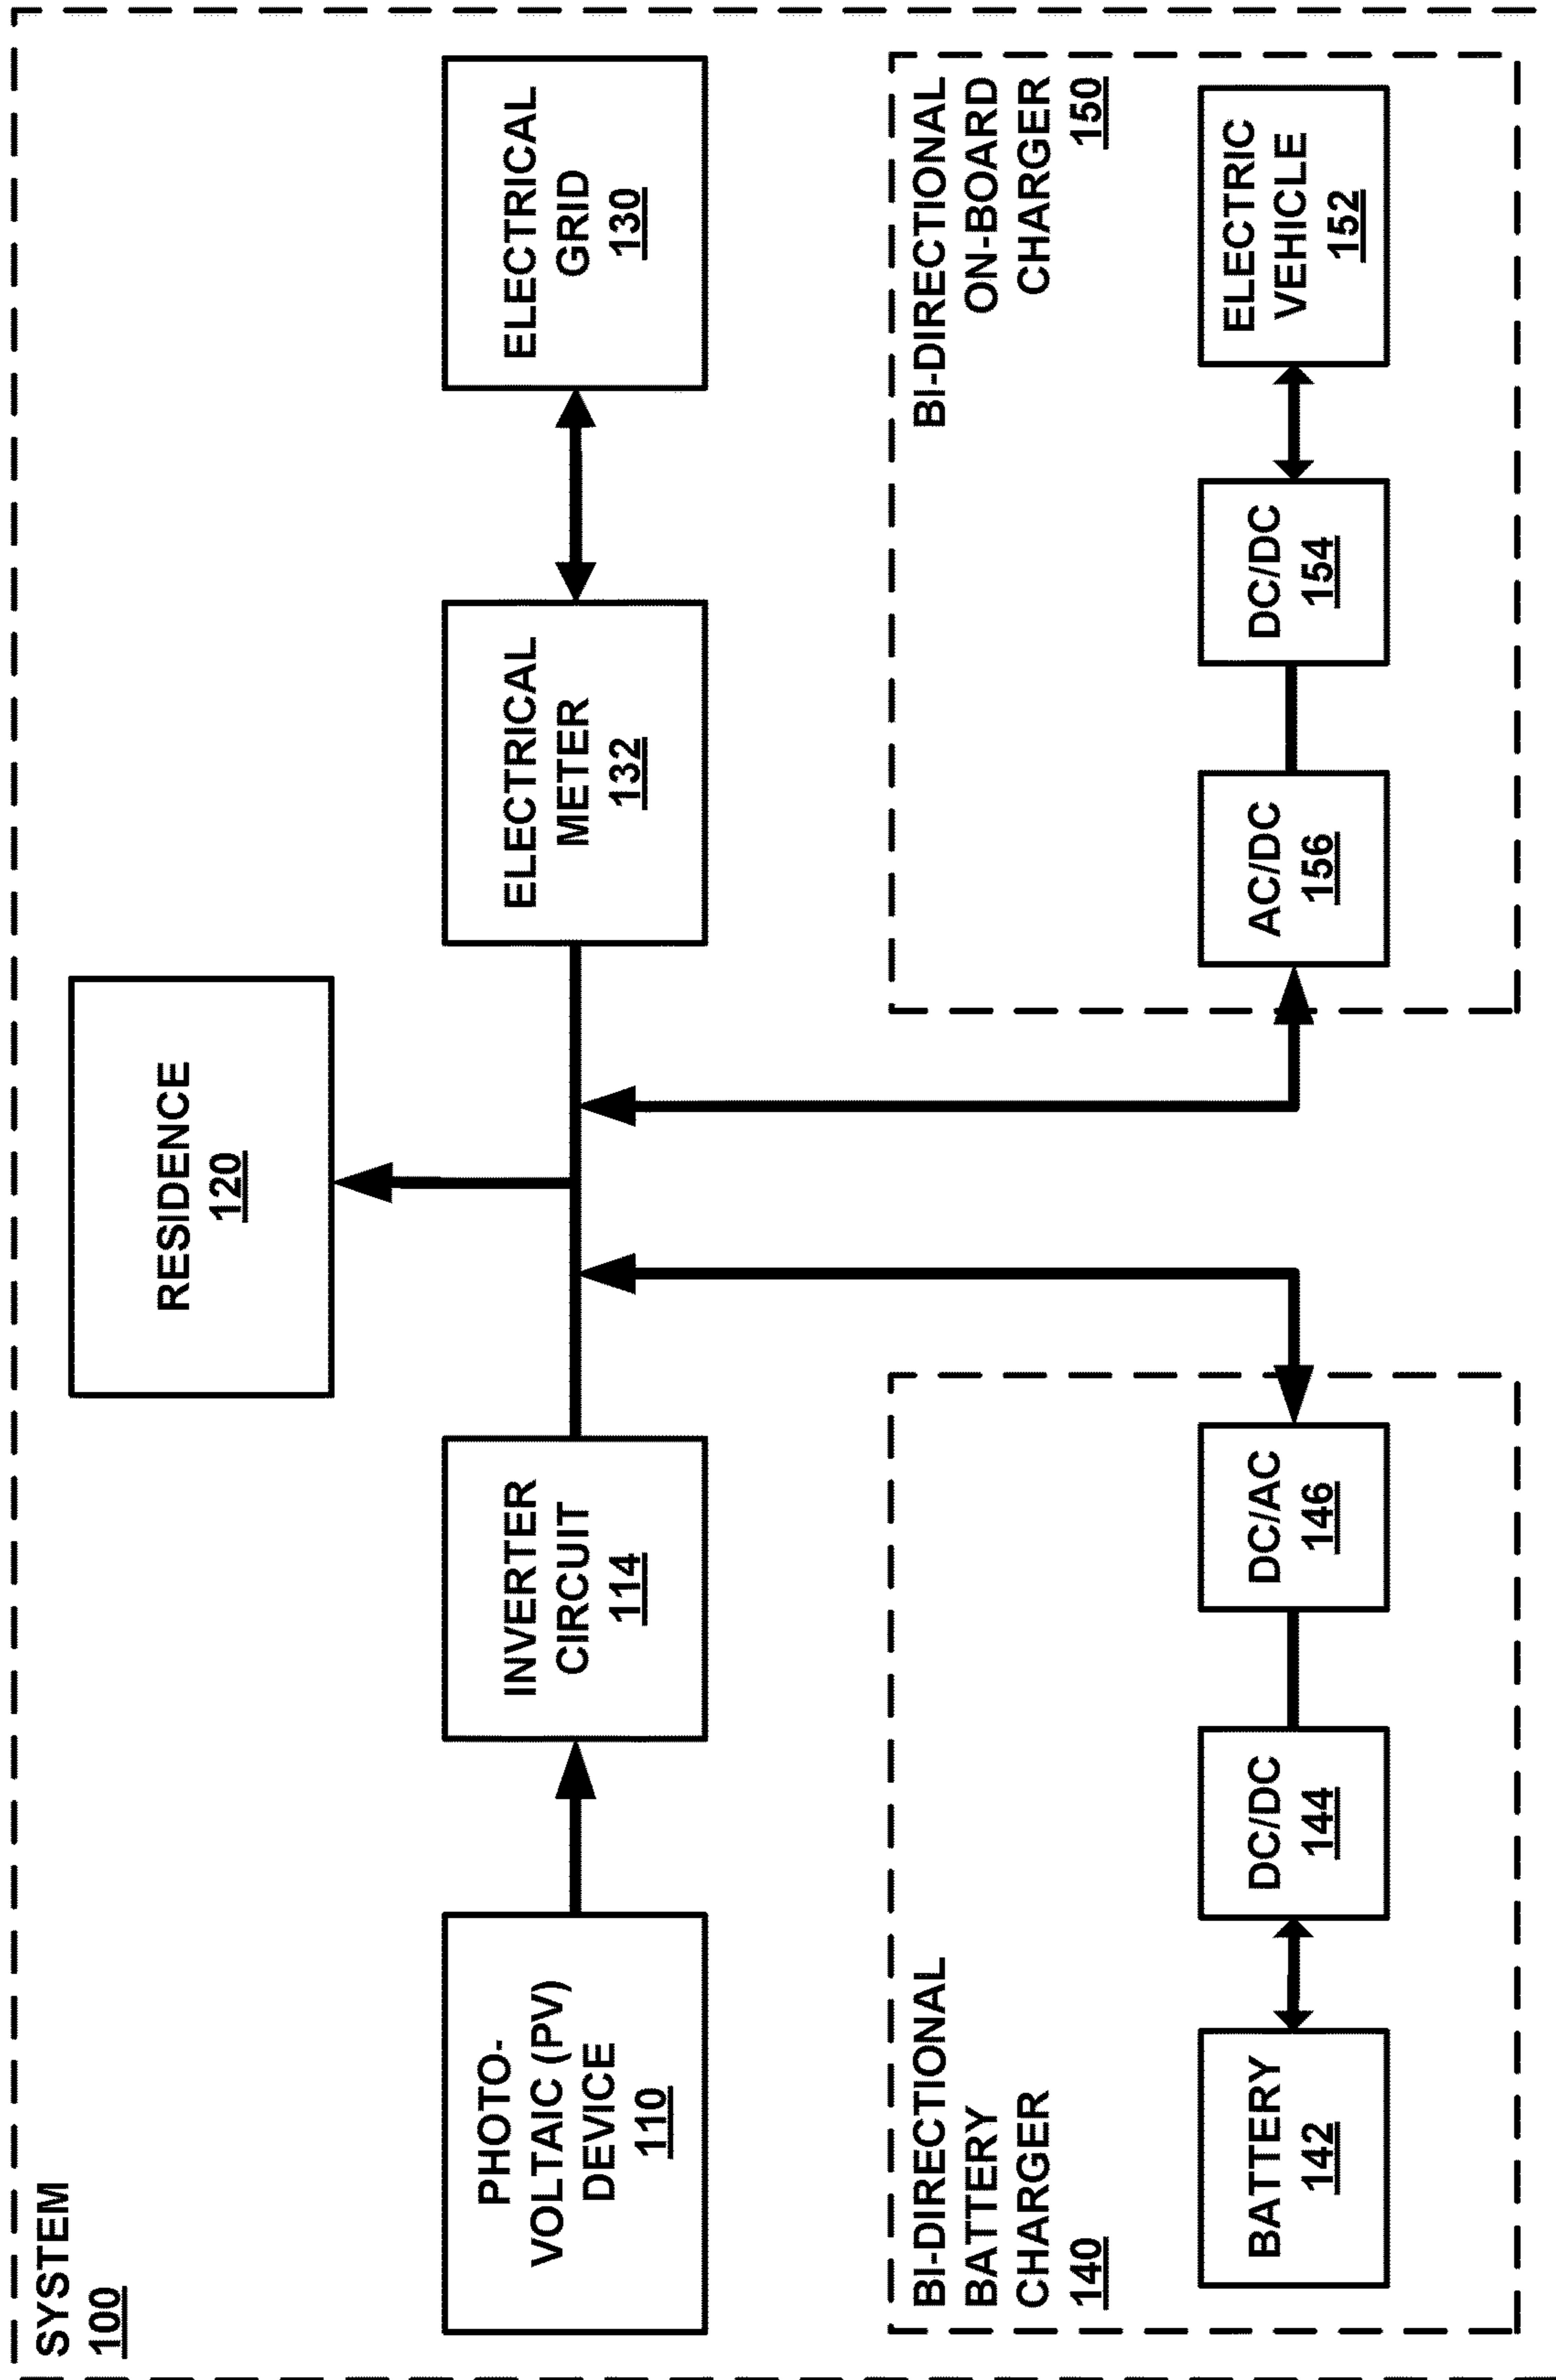 SYSTEM
100
RESIDENCE
120
PHOTO-
VOLTAIC (PV)
DEVICE
110
INVERTER
CIRCUIT
114
ELECTRICAL
METER
132
ELECTRICAL
GRID
130
BI-DIRECTIONAL
BATTERY
CHARGER
140
BATTERY
142
DC/DC
144
DC/AC
146
BI-DIRECTIONAL
ON-BOARD
CHARGER
150
AC/DC
156
DC/DC
154
ELECTRIC
VEHICLE
152